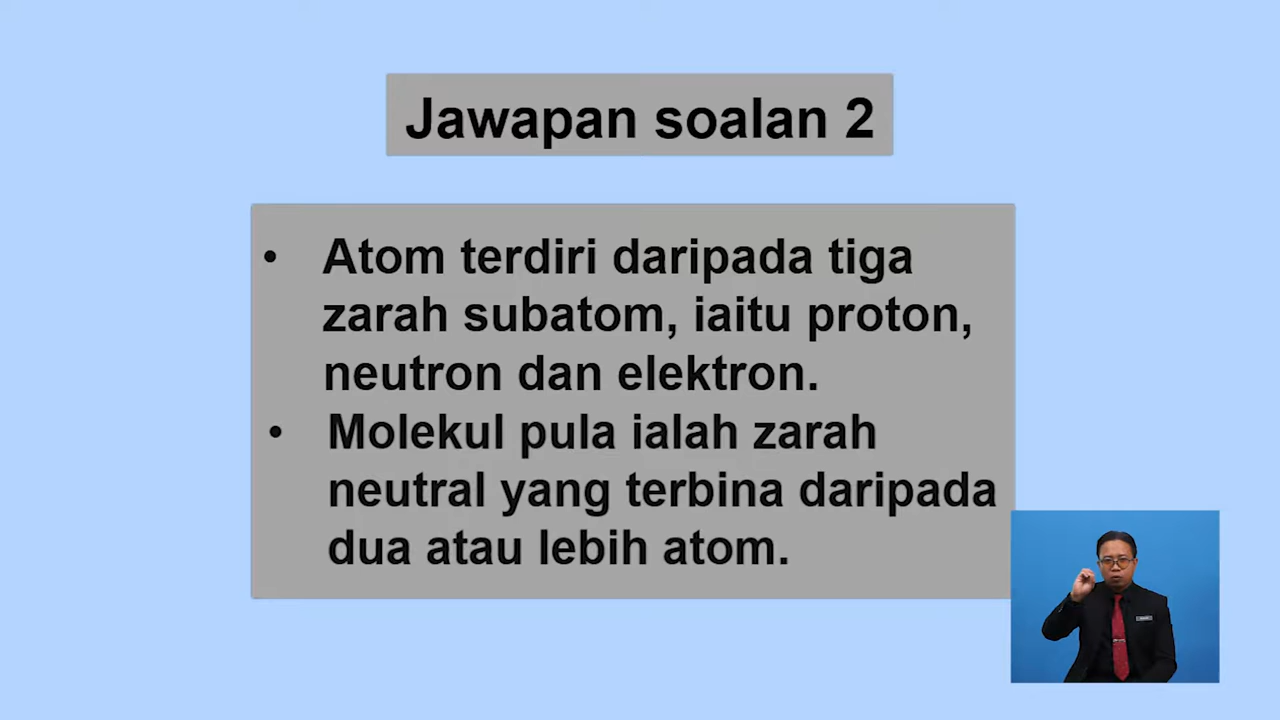 Jawapan soalan 2
• Atom terdiri daripada tiga
zarah subatom, iaitu proton,
neutron dan elektron.
• Molekul pula ialah zarah
neutral yang terbina daripada
dua atau lebih atom.